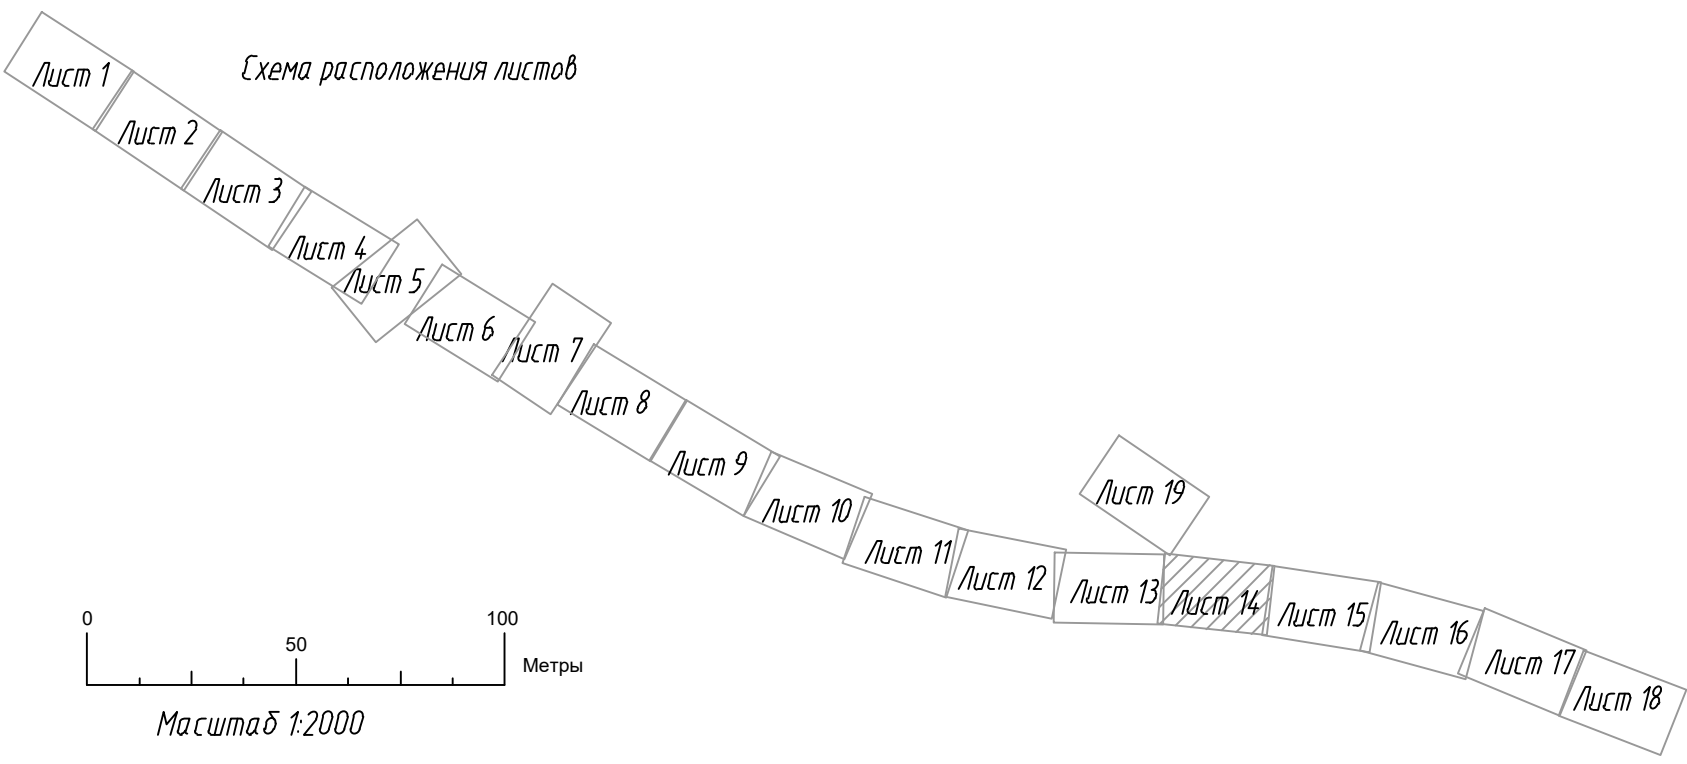 Схема расположения листов
Лист 1
Лист 2
Лист 3
Лист 4
Лист 5
Лист 6
Лист 7
Лист 8
Лист 9
Лист 10
Лист 11
Лист 12
Лист 13
Лист 14
Лист 15
Лист 16
Лист 17
Лист 18
Лист 19
0 50 100
Метры
Масштаб 1:2000